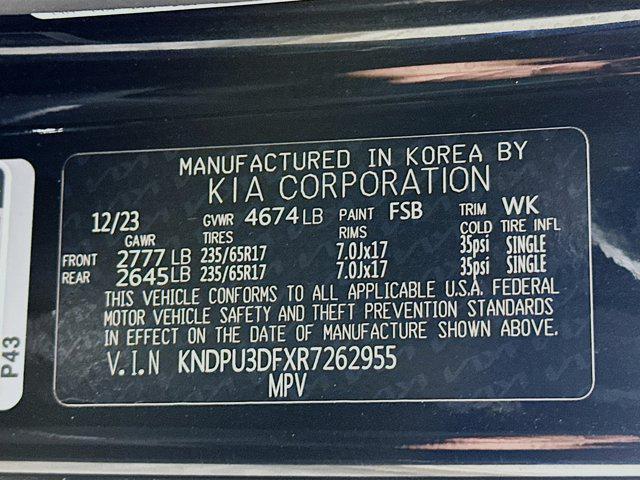 MANUFACTURED IN KOREA BY
KIA CORPORATION
12/23 GVWR 4674 LB PAINT FSB TRIM WK
GAWR TIRES RIMS COLD TIRE INFL
FRONT 2777 LB 235/65R17 7.0Jx17 35psi SINGLE
REAR 2645 LB 235/65R17 7.0Jx17 35psi SINGLE
THIS VEHICLE CONFORMS TO ALL APPLICABLE U.S.A. FEDERAL
MOTOR VEHICLE SAFETY AND THEFT PREVENTION STANDARDS
IN EFFECT ON THE DATE OF MANUFACTURE SHOWN ABOVE.
V.I.N KNDPU3DFXR7262955
MPV
P43